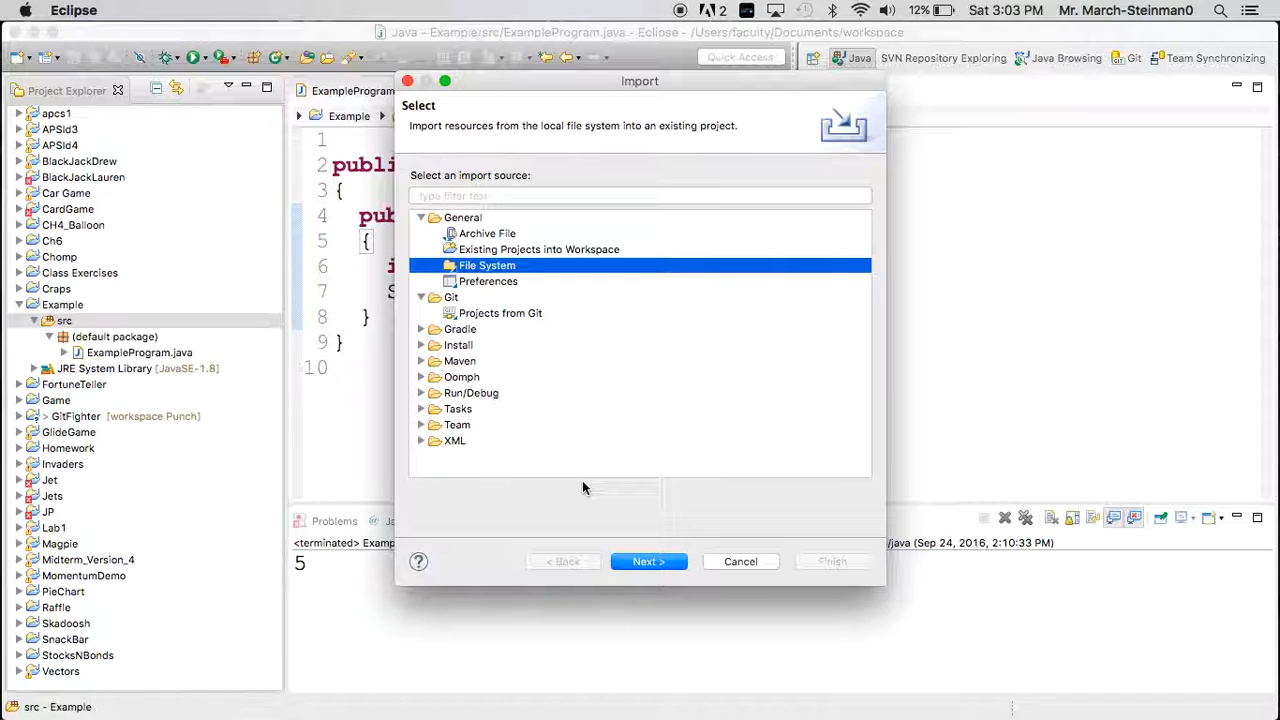 Eclipse
2
12%
Sat 3:03 PM
Mr. March-Steinman0
Java - Example/src/ExampleProgram.java - Eclipse - /Users/faculty/Documents/workspace
Quick Access
Java
SVN Repository Exploring
Java Browsing
Git
Team Synchronizing
Project Explorer
apcs1
APSId3
APSId4
BlackJackDrew
BlackJackLauren
Car Game
CardGame
CH4_Balloon
Ch6
Chomp
Class Exercises
Craps
Example
src
(default package)
ExampleProgram.java
JRE System Library [JavaSE-1.8]
FortuneTeller
Game
> GitFighter [workspace Punch]
GlideGame
Homework
Invaders
Jet
Jets
JP
Lab1
Magpie
Midterm_Version_4
MomentumDemo
PieChart
Raffle
Skadoosh
SnackBar
StocksNBonds
Vectors
ExampleProgram
Example
1
2 publi
3 {
4 pub
5 {
6 i
7 S
8 }
9 }
10
Import
Select
Import resources from the local file system into an existing project.
Select an import source:
type filter text
General
Archive File
Existing Projects into Workspace
File System
Preferences
Git
Projects from Git
Gradle
Install
Maven
Oomph
Run/Debug
Tasks
Team
XML
?
< Back
Next >
Cancel
Finish
Problems
@ Ja
<terminated> Examp
/java (Sep 24, 2016, 2:10:33 PM)
5
src - Example